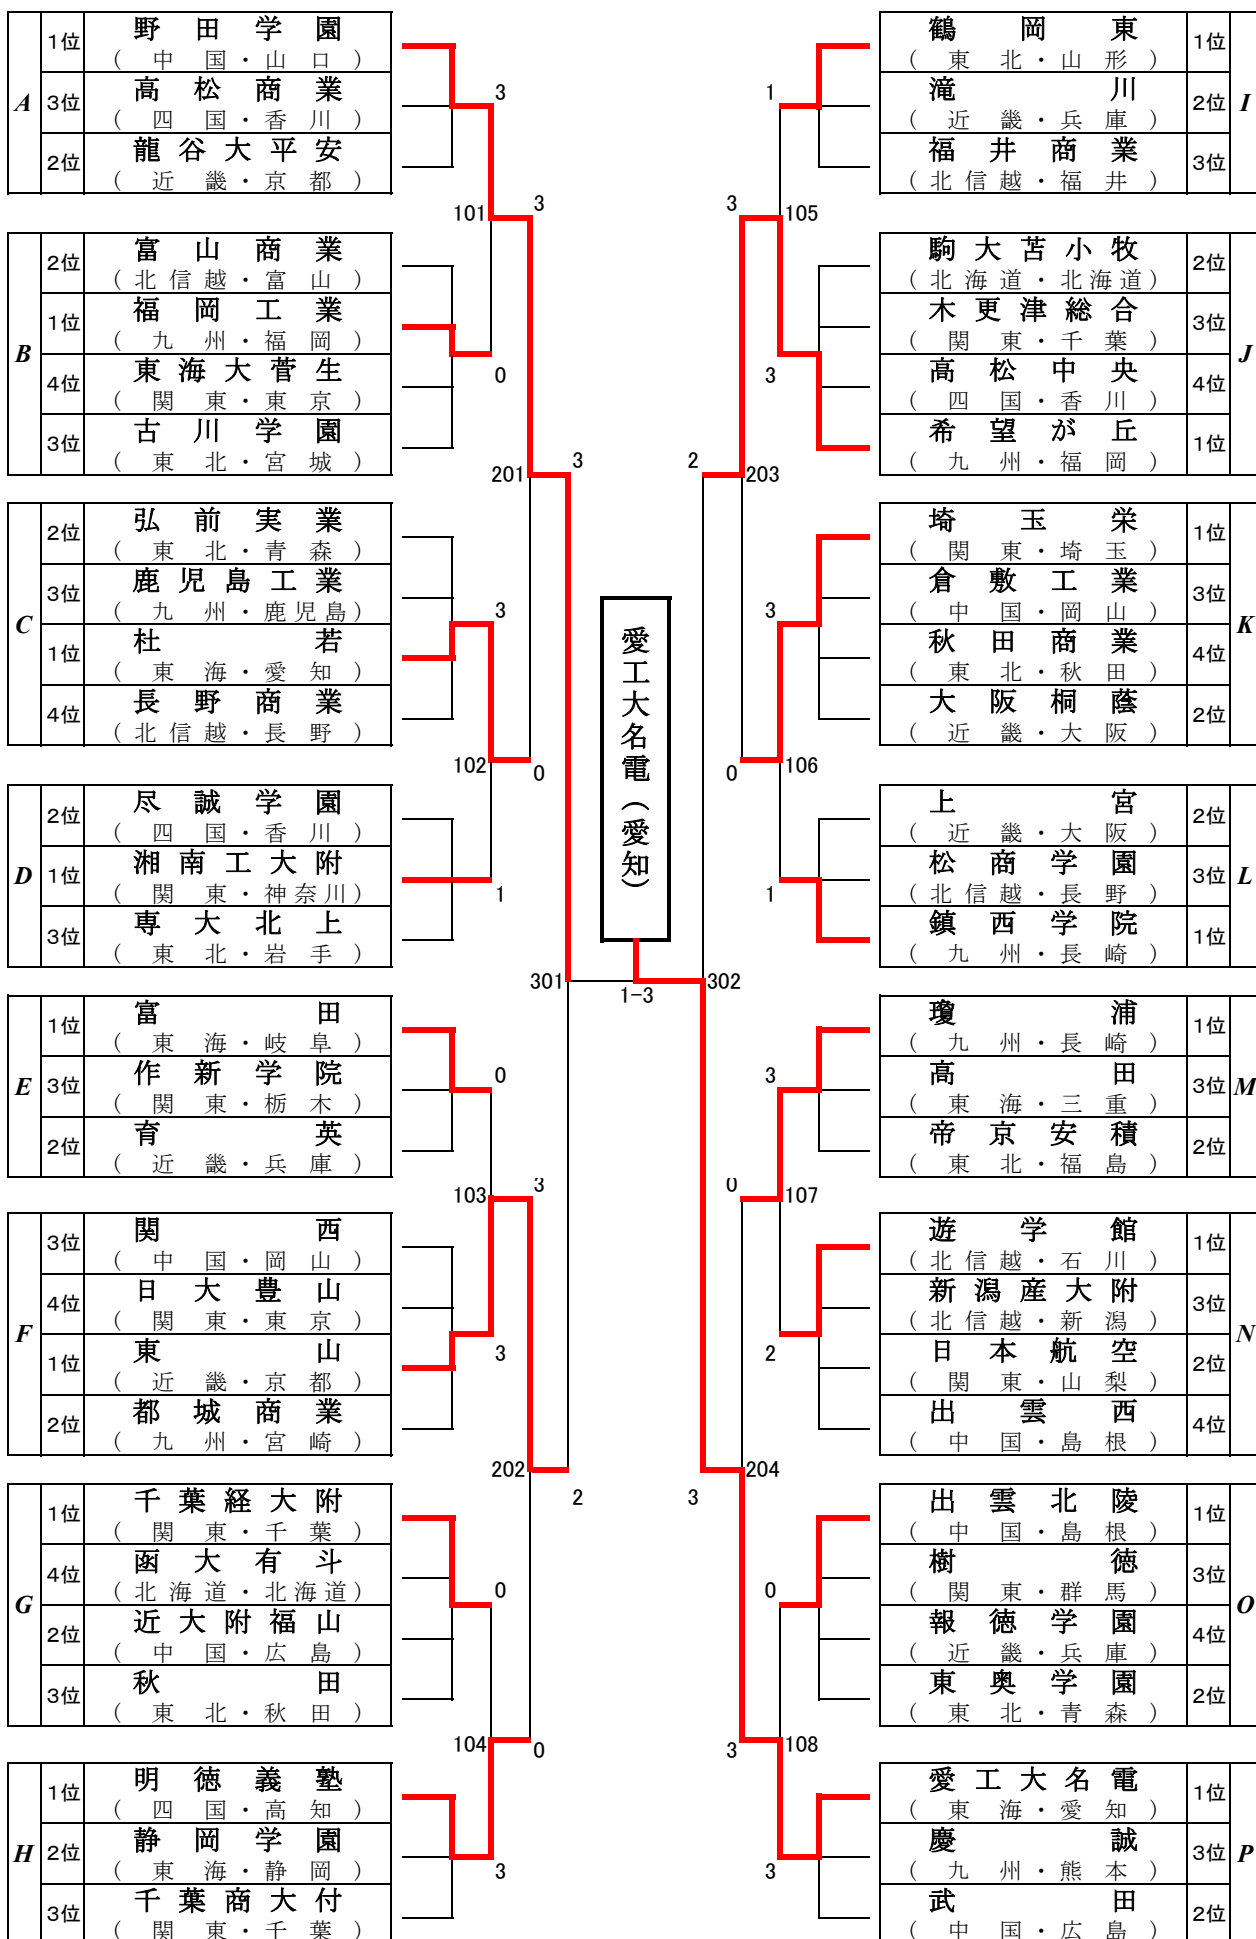 A
1位 野田学園
(中国・山口)
3位 高松商業
(四国・香川)
2位 龍谷大平安
(近畿・京都)
B
2位 富山商業
(北信越・富山)
1位 福岡工業
(九州・福岡)
4位 東海大菅生
(関東・東京)
3位 古川学園
(東北・宮城)
C
2位 弘前実業
(東北・青森)
3位 鹿児島工業
(九州・鹿児島)
1位 杜若
(東海・愛知)
4位 長野商業
(北信越・長野)
D
2位 尽誠学園
(四国・香川)
1位 湘南工大附
(関東・神奈川)
3位 専大北上
(東北・岩手)
E
1位 富田
(東海・岐阜)
3位 作新学院
(関東・栃木)
2位 育英
(近畿・兵庫)
F
3位 関西
(中国・岡山)
4位 日大豊山
(関東・東京)
1位 東山
(近畿・京都)
2位 都城商業
(九州・宮崎)
G
1位 千葉経大附
(関東・千葉)
4位 函大有斗
(北海道・北海道)
2位 近大附福山
(中国・広島)
3位 秋田
(東北・秋田)
H
1位 明徳義塾
(四国・高知)
2位 静岡学園
(東海・静岡)
3位 千葉商大付
(関東・千葉)
3
101
3
0
201
3
3
102
0
1
301
0
103
3
3
202
2
0
104
0
3
愛工大名電(愛知)
1-3
1
3
105
3
2
203
3
0
106
1
302
3
0
107
2
3
204
0
3
108
3
鶴岡東 1位
(東北・山形)
滝川 2位
(近畿・兵庫)
福井商業 3位
(北信越・福井)
I
駒大苫小牧 2位
(北海道・北海道)
木更津総合 3位
(関東・千葉)
高松中央 4位
(四国・香川)
希望が丘 1位
(九州・福岡)
J
埼玉栄 1位
(関東・埼玉)
倉敷工業 3位
(中国・岡山)
秋田商業 4位
(東北・秋田)
大阪桐蔭 2位
(近畿・大阪)
K
上宮 2位
(近畿・大阪)
松商学園 3位
(北信越・長野)
鎮西学院 1位
(九州・長崎)
L
瓊浦 1位
(九州・長崎)
高田 3位
(東海・三重)
帝京安積 2位
(東北・福島)
M
遊学館 1位
(北信越・石川)
新潟産大附 3位
(北信越・新潟)
日本航空 2位
(関東・山梨)
出雲西 4位
(中国・島根)
N
出雲北陵 1位
(中国・島根)
樹徳 3位
(関東・群馬)
報徳学園 4位
(近畿・兵庫)
東奥学園 2位
(東北・青森)
O
愛工大名電 1位
(東海・愛知)
慶誠 3位
(九州・熊本)
武田 2位
(中国・広島)
P